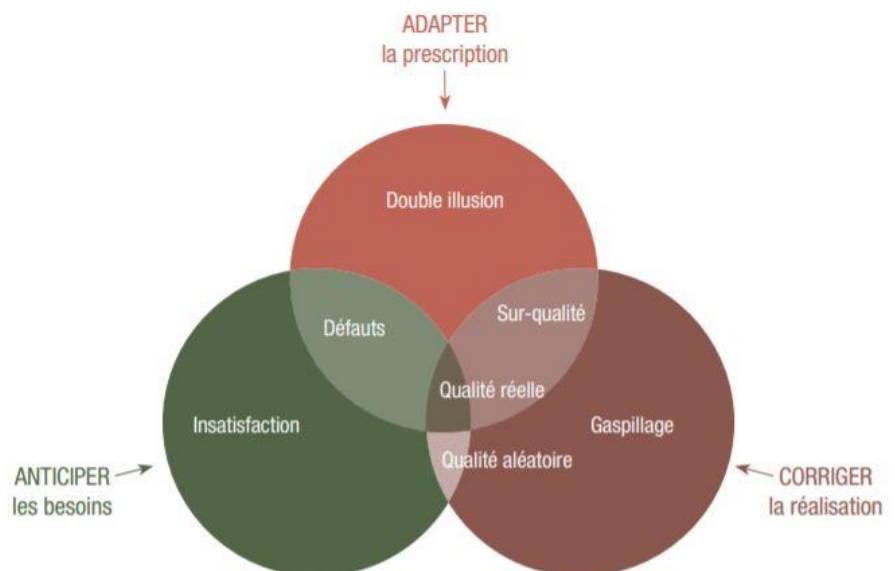 ADAPTER
la prescription
Double illusion
Défauts
Sur-qualité
Qualité réelle
Insatisfaction
Gaspillage
Qualité aléatoire
ANTICIPER
les besoins
CORRIGER
la réalisation